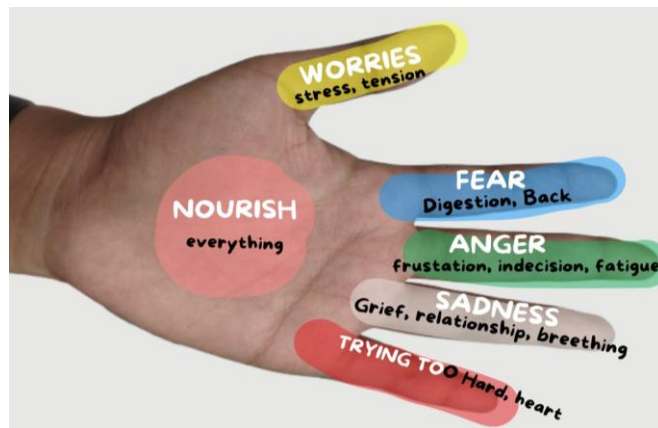 WORRIES
stress, tension
FEAR
Digestion, Back
NOURISH
everything
ANGER
frustation, indecision, fatigue
SADNESS
Grief, relationship, breething
TRYING TOO Hard, heart